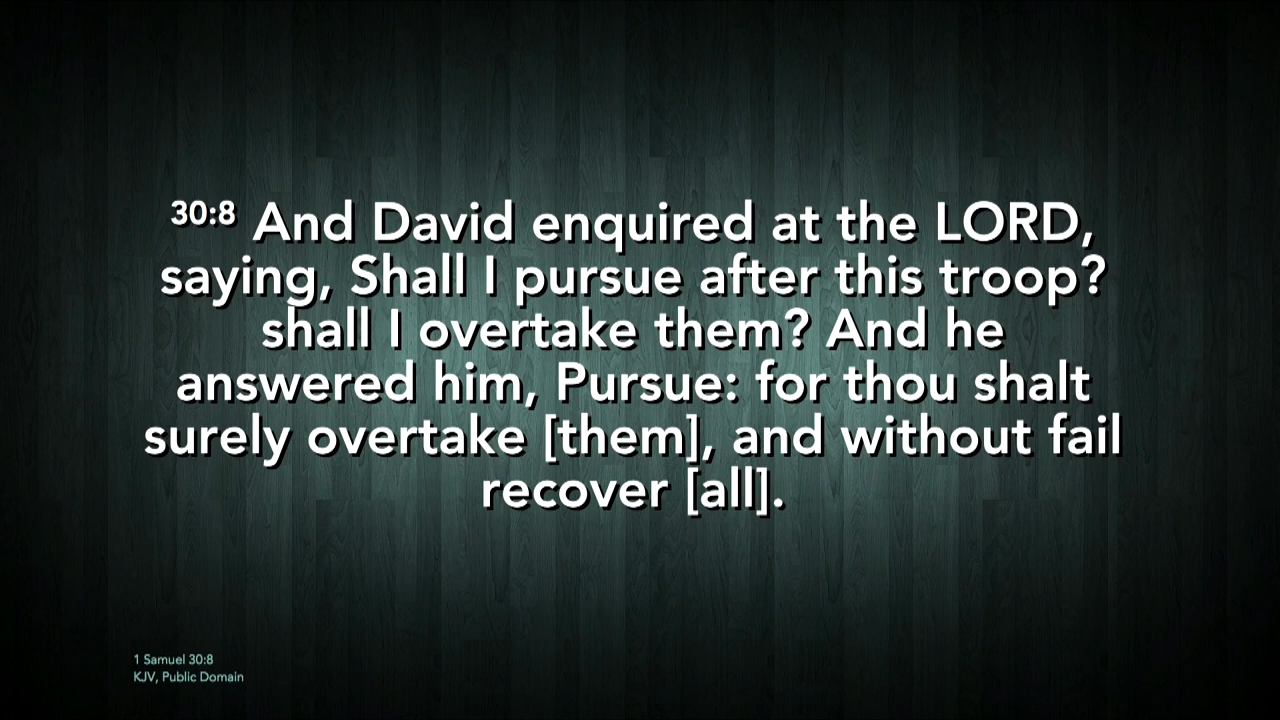 30:8 And David enquired at the LORD,
saying, Shall I pursue after this troop?
shall I overtake them? And he
answered him, Pursue: for thou shalt
surely overtake [them], and without fail
recover [all].
1 Samuel 30:8
KJV, Public Domain